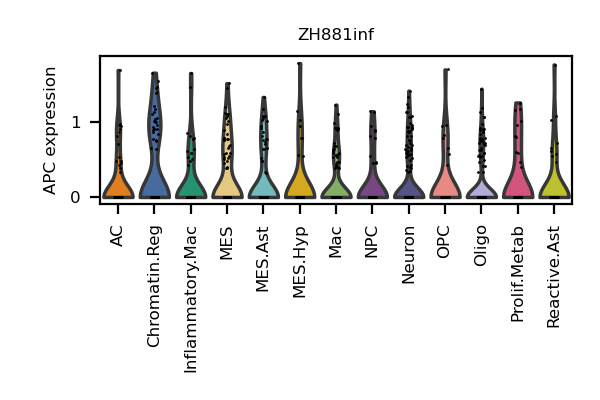 ZH881inf
APC expression
1
0
AC
Chromatin.Reg
Inflammatory.Mac
MES
MES.Ast
MES.Hyp
Mac
NPC
Neuron
OPC
Oligo
Prolif.Metab
Reactive.Ast